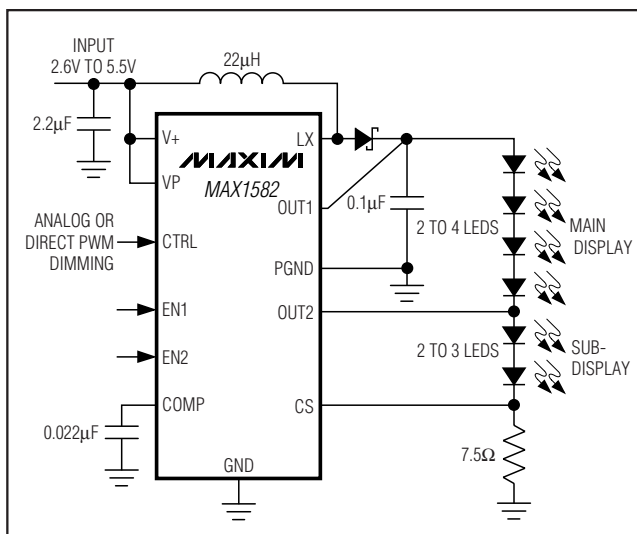 INPUT
2.6V TO 5.5V
22µH
2.2µF
V+
LX
MAXIM
MAX1582
VP
OUT1
0.1µF
ANALOG OR
DIRECT PWM
DIMMING
CTRL
2 TO 4 LEDS
MAIN
DISPLAY
PGND
EN1
OUT2
EN2
2 TO 3 LEDS
SUB-
DISPLAY
COMP
CS
0.022µF
7.5Ω
GND